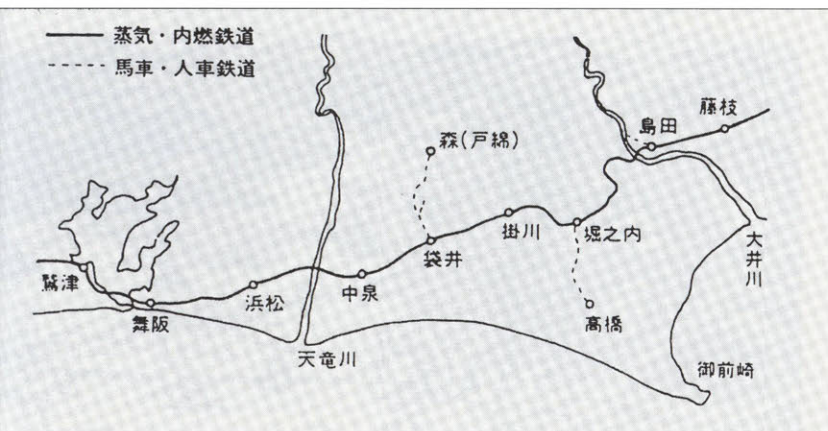 蒸気・内燃鉄道
馬車・人車鉄道
藤枝
島田
森(戸綿)
掛川
堀之内
大井川
袋井
鷲津
浜松
中泉
舞阪
高橋
天竜川
御前崎